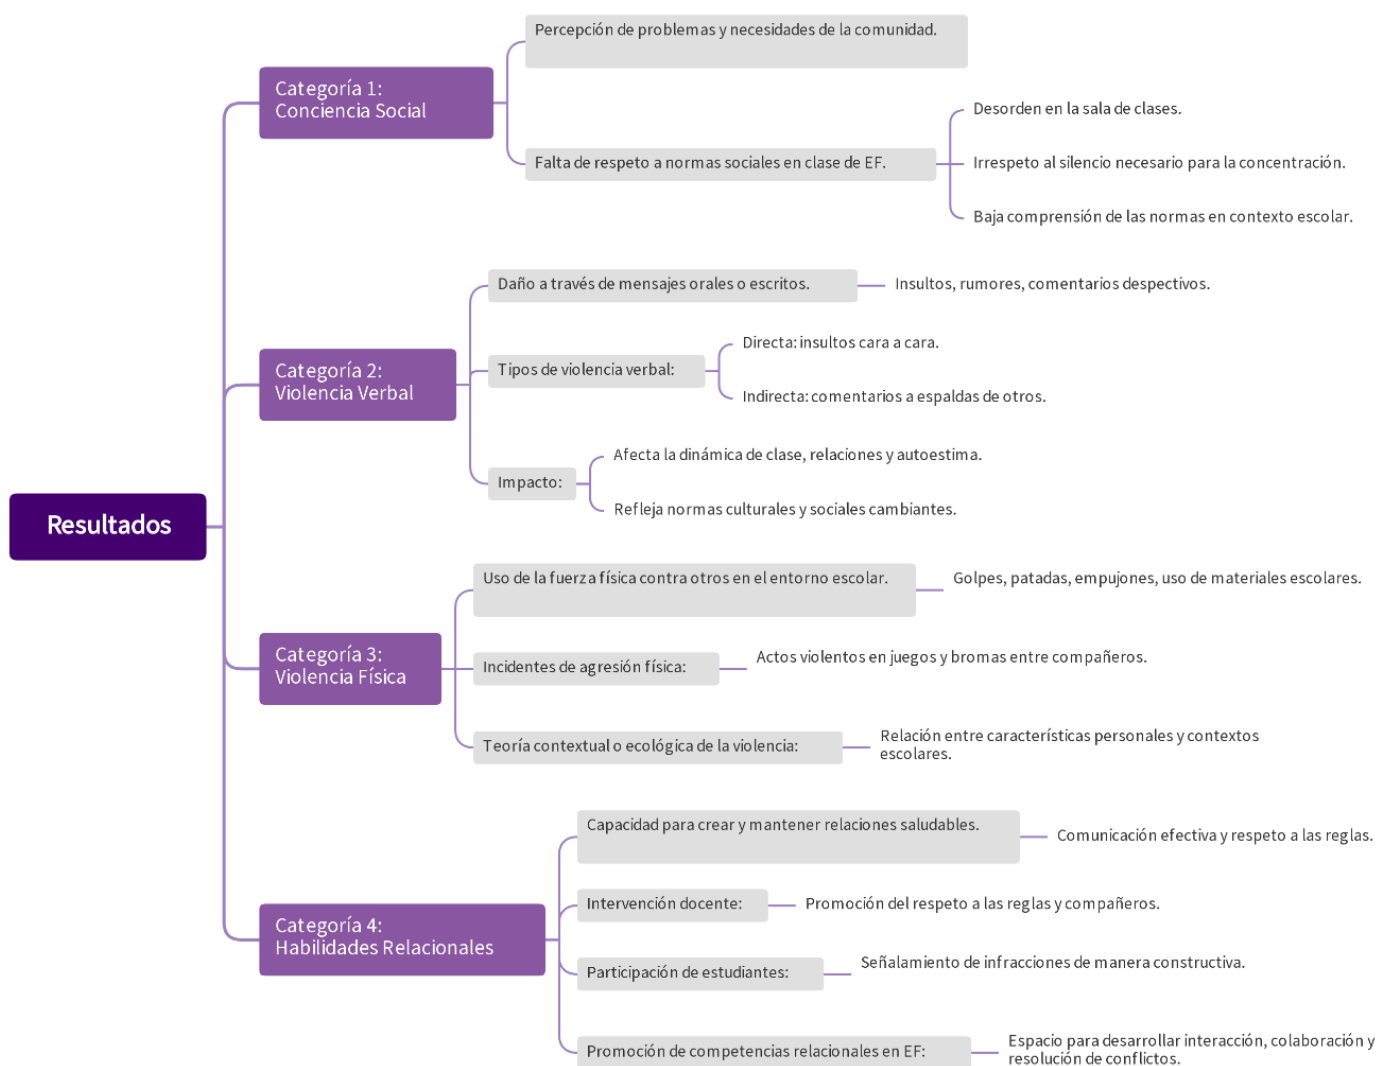 Resultados
Categoría 1:
Conciencia Social
Percepción de problemas y necesidades de la comunidad.
Falta de respeto a normas sociales en clase de EF.
Desorden en la sala de clases.
Irrespeto al silencio necesario para la concentración.
Baja comprensión de las normas en contexto escolar.
Categoría 2:
Violencia Verbal
Daño a través de mensajes orales o escritos.
Insultos, rumores, comentarios despectivos.
Tipos de violencia verbal:
Directa: insultos cara a cara.
Indirecta: comentarios a espaldas de otros.
Impacto:
Afecta la dinámica de clase, relaciones y autoestima.
Refleja normas culturales y sociales cambiantes.
Categoría 3:
Violencia Física
Uso de la fuerza física contra otros en el entorno escolar.
Golpes, patadas, empujones, uso de materiales escolares.
Incidentes de agresión física:
Actos violentos en juegos y bromas entre compañeros.
Teoría contextual o ecológica de la violencia:
Relación entre características personales y contextos
escolares.
Categoría 4:
Habilidades Relacionales
Capacidad para crear y mantener relaciones saludables.
Comunicación efectiva y respeto a las reglas.
Intervención docente:
Promoción del respeto a las reglas y compañeros.
Participación de estudiantes:
Señalamiento de infracciones de manera constructiva.
Promoción de competencias relacionales en EF:
Espacio para desarrollar interacción, colaboración y
resolución de conflictos.